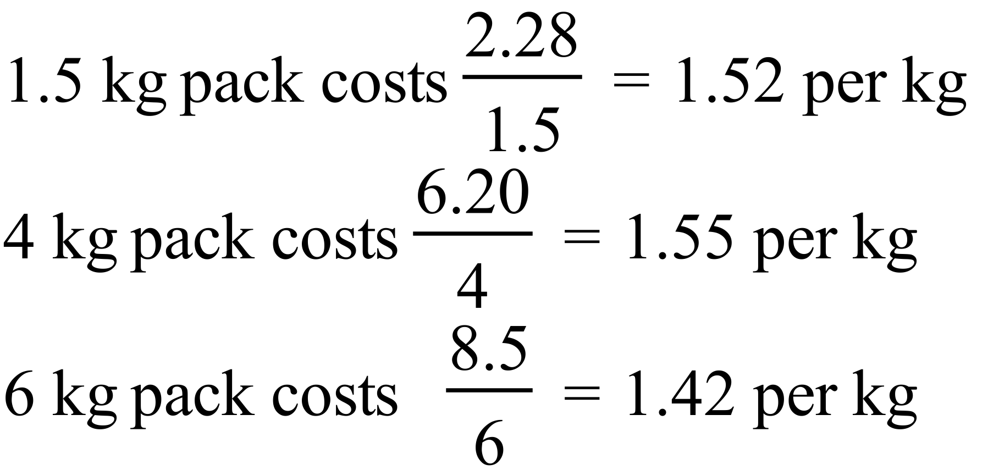 1.5 kg pack costs 2.28/1.5 = 1.52 per kg
4 kg pack costs 6.20/4 = 1.55 per kg
6 kg pack costs 8.5/6 = 1.42 per kg